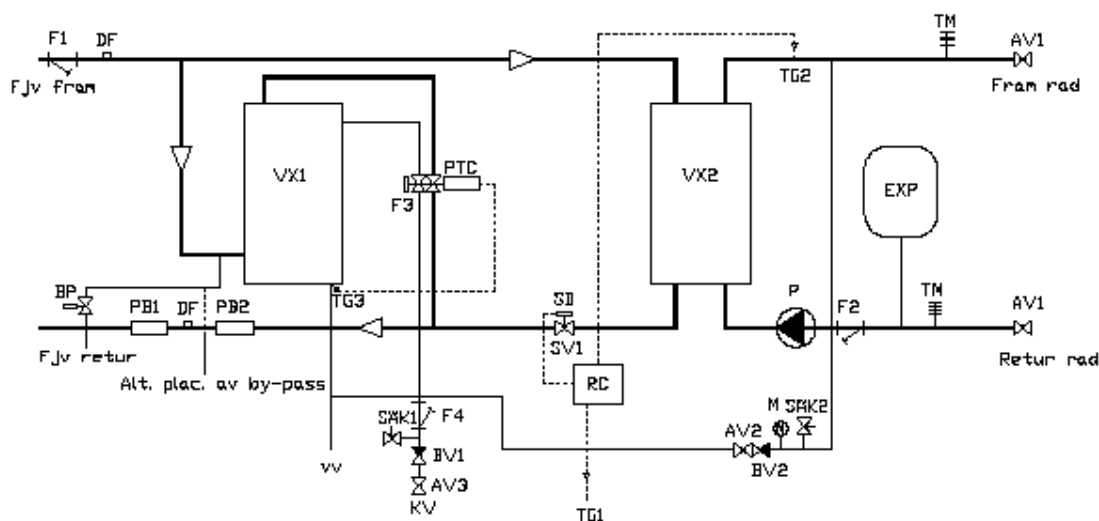 F1
DF
TM
AV1
Fjv fram
TG2
Fram rad
VX1
PTC
VX2
EXP
F3
BP
PB1
DF
PB2
TG3
SD
P
F2
TM
AV1
Fjv retur
SV1
Retur rad
Alt. plac. av by-pass
RC
SÄK1
F4
M
SÄK2
AV2
VV
BV1
BV2
AV3
KV
TG1